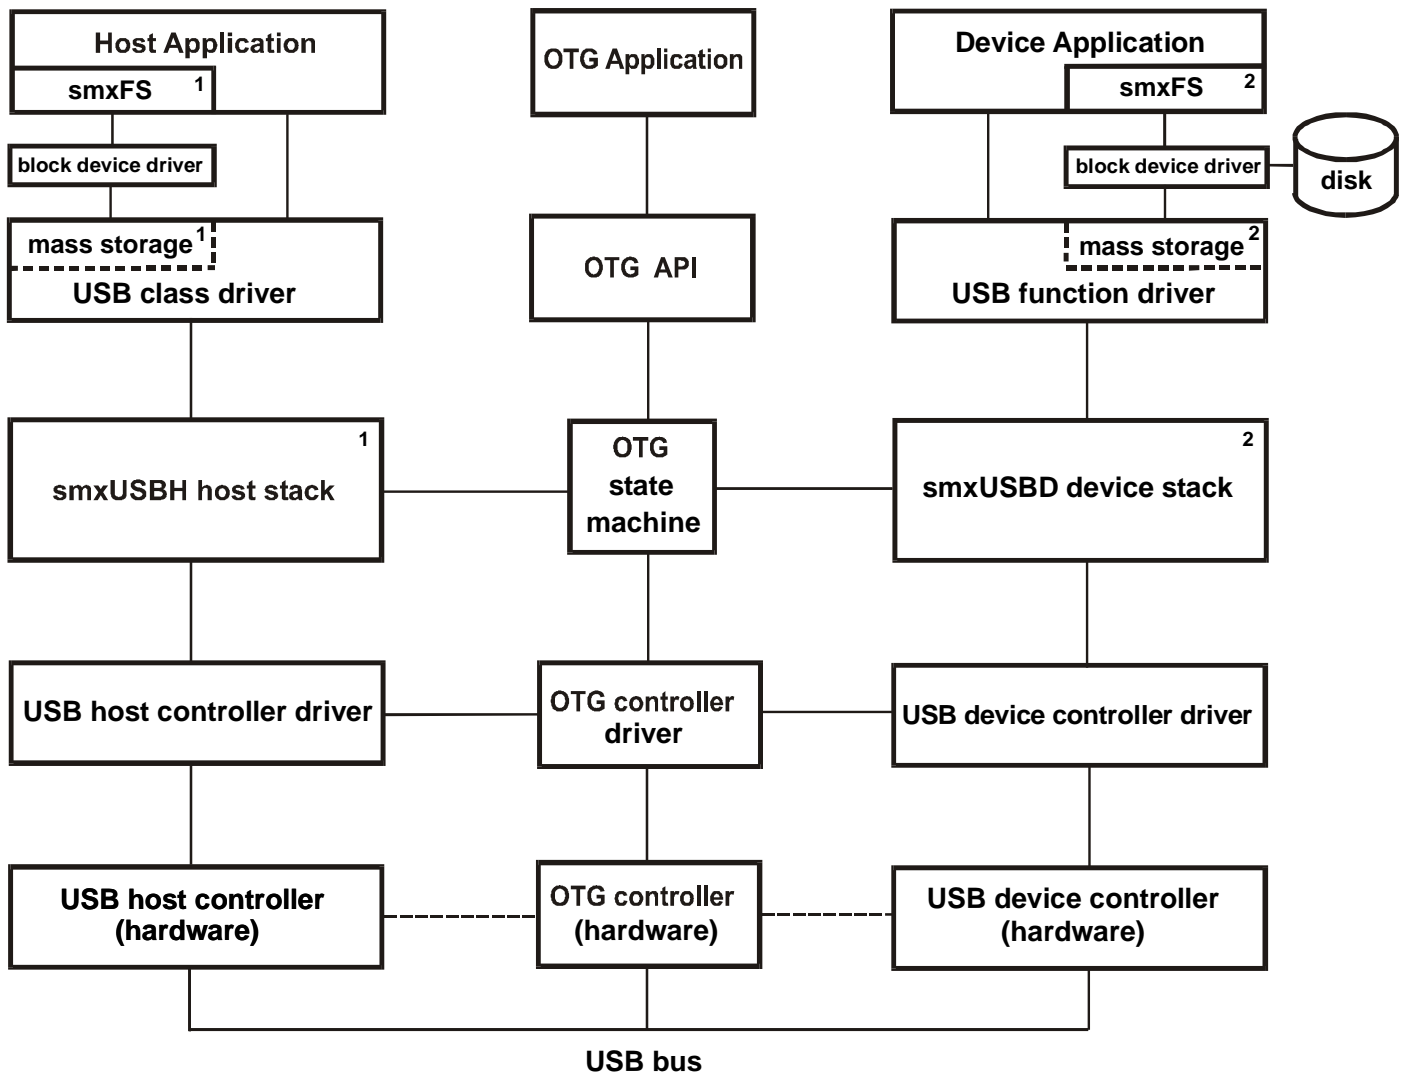 Host Application
smxFS 1
block device driver
mass storage 1
USB class driver
smxUSBH host stack 1
USB host controller driver
USB host controller
(hardware)
OTG Application
OTG API
OTG
state
machine
OTG controller
driver
OTG controller
(hardware)
Device Application
smxFS 2
block device driver
disk
mass storage 2
USB function driver
2
smxUSBD device stack
USB device controller driver
USB device controller
(hardware)
USB bus